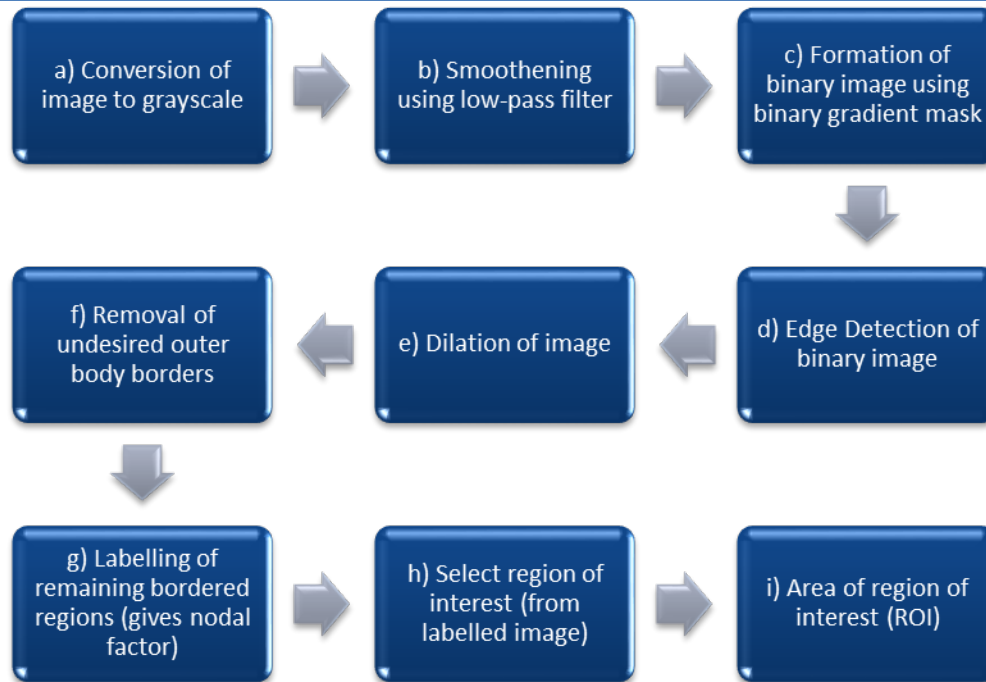 a) Conversion of
image to grayscale
b) Smoothening
using low-pass filter
c) Formation of
binary image using
binary gradient mask
d) Edge Detection of
binary image
e) Dilation of image
f) Removal of
undesired outer
body borders
g) Labelling of
remaining bordered
regions (gives nodal
factor)
h) Select region of
interest (from
labelled image)
i) Area of region of
interest (ROI)